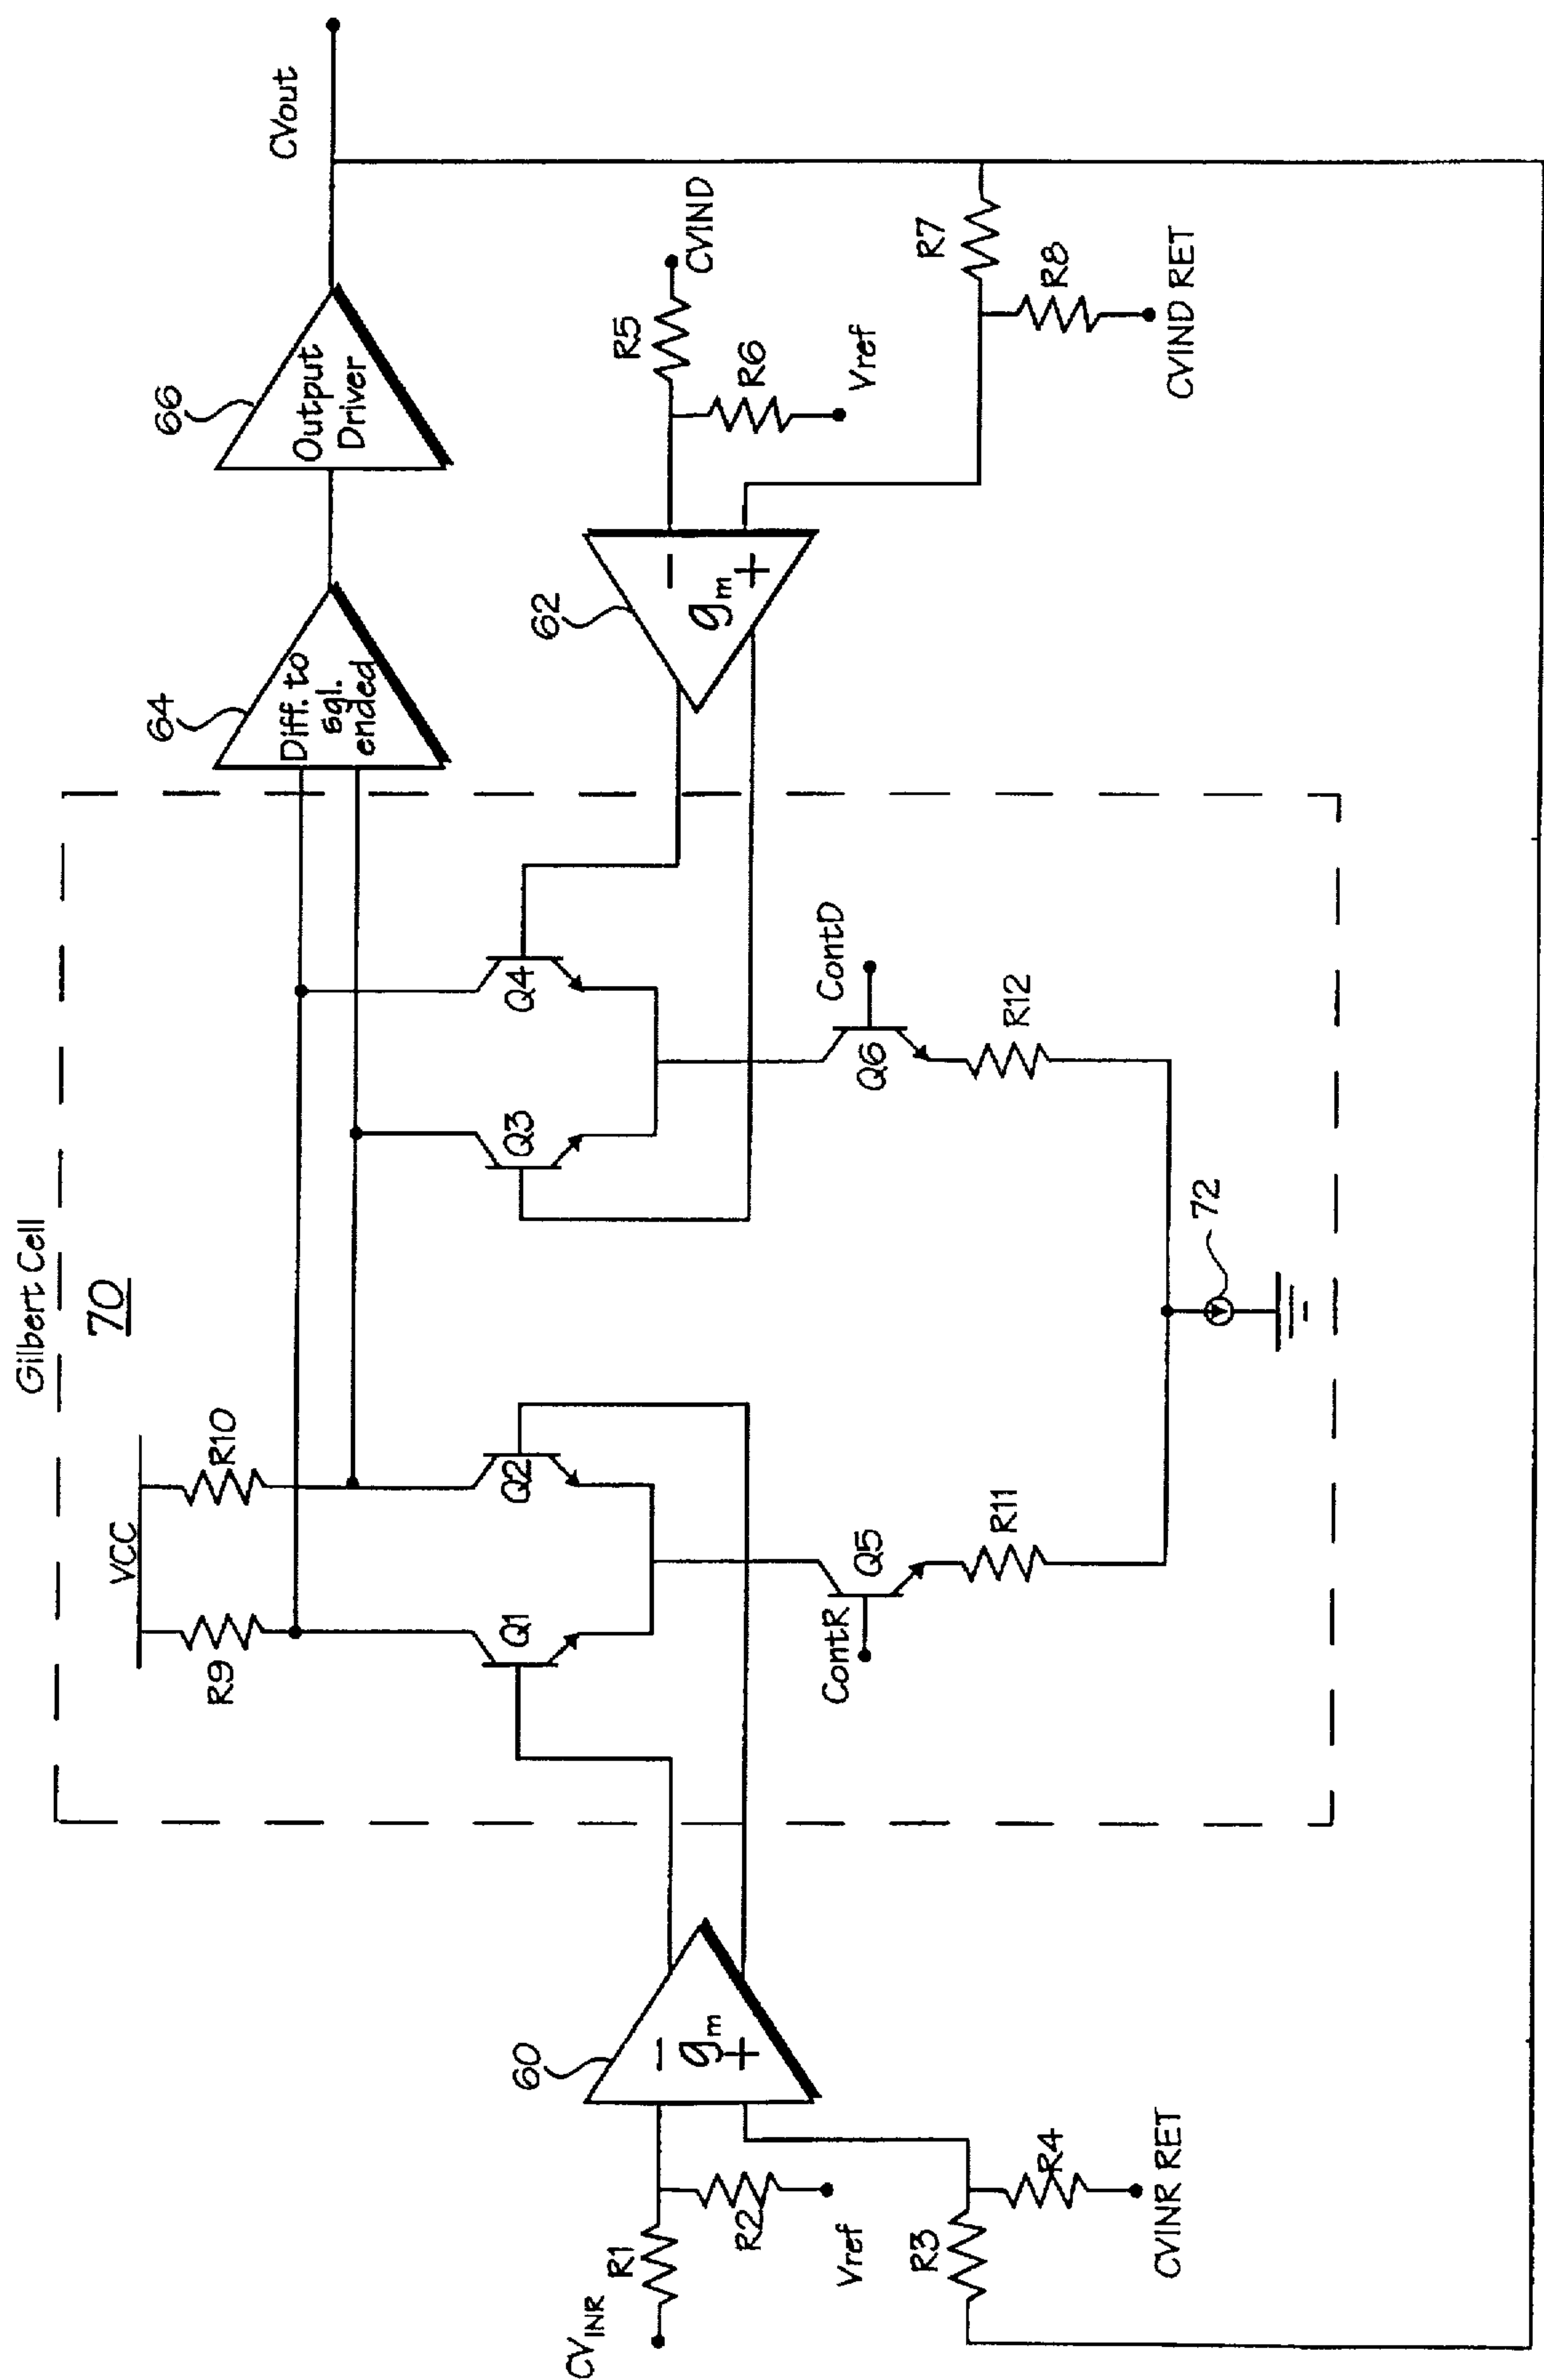 Gilbert Cell
70
VCC
R9
R10
Q1
Q2
Q3
Q4
ContR
Q5
Q6
ContD
R11
R12
72
64
Diff. to
sgl.
ended
66
Output
Driver
CVout
60
−
gm
+
62
−
gm
+
CVINR
R1
R2
Vref
R3
R4
CVINR RET
R5
CVIND
R6
Vref
R7
R8
CVIND RET